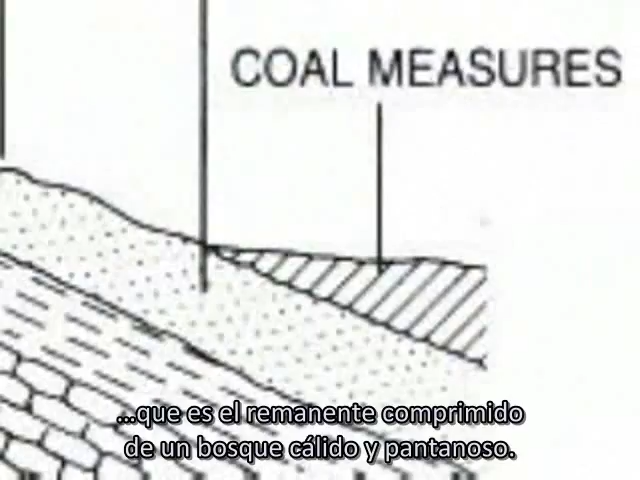 COAL MEASURES
...que es el remanente comprimido
de un bosque cálido y pantanoso.